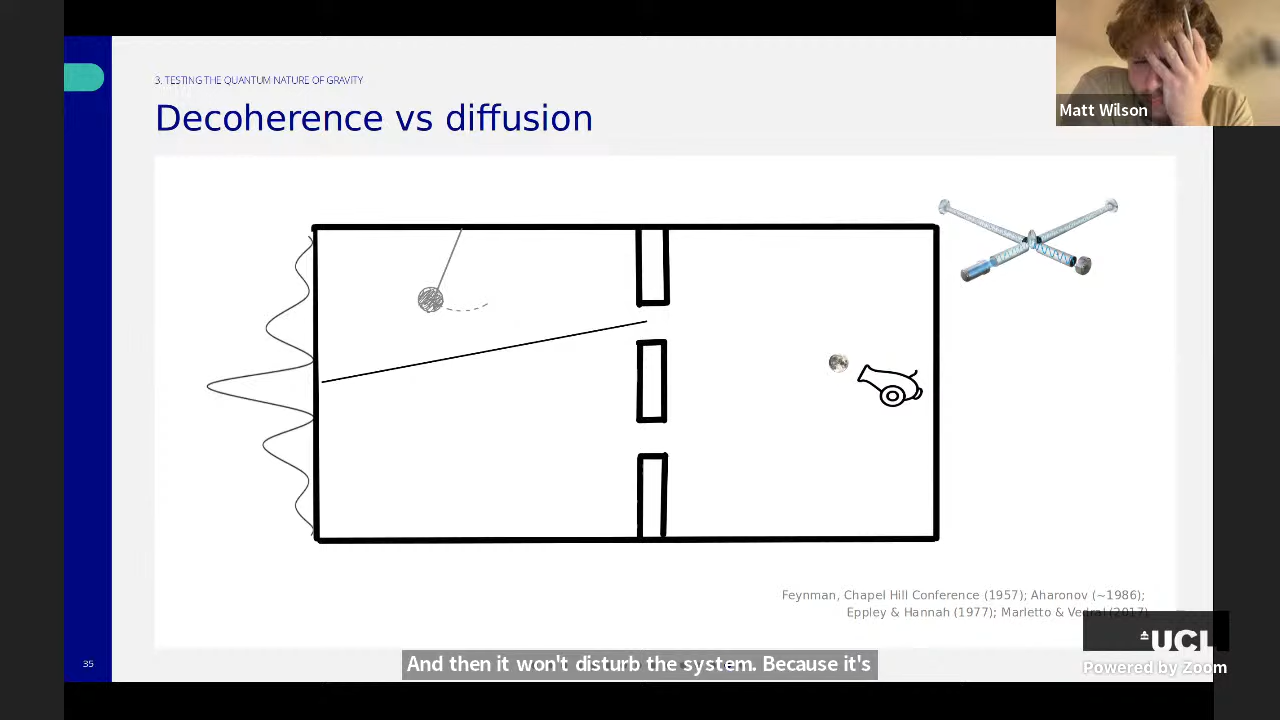 3. TESTING THE QUANTUM NATURE OF GRAVITY
Decoherence vs diffusion
Matt Wilson
Feynman, Chapel Hill Conference (1957); Aharonov (~1986);
Eppley & Hannah (1977); Marletto & Vedral (2017)
UCL
35
And then it won't disturb the system. Because it's
Powered by Zoom